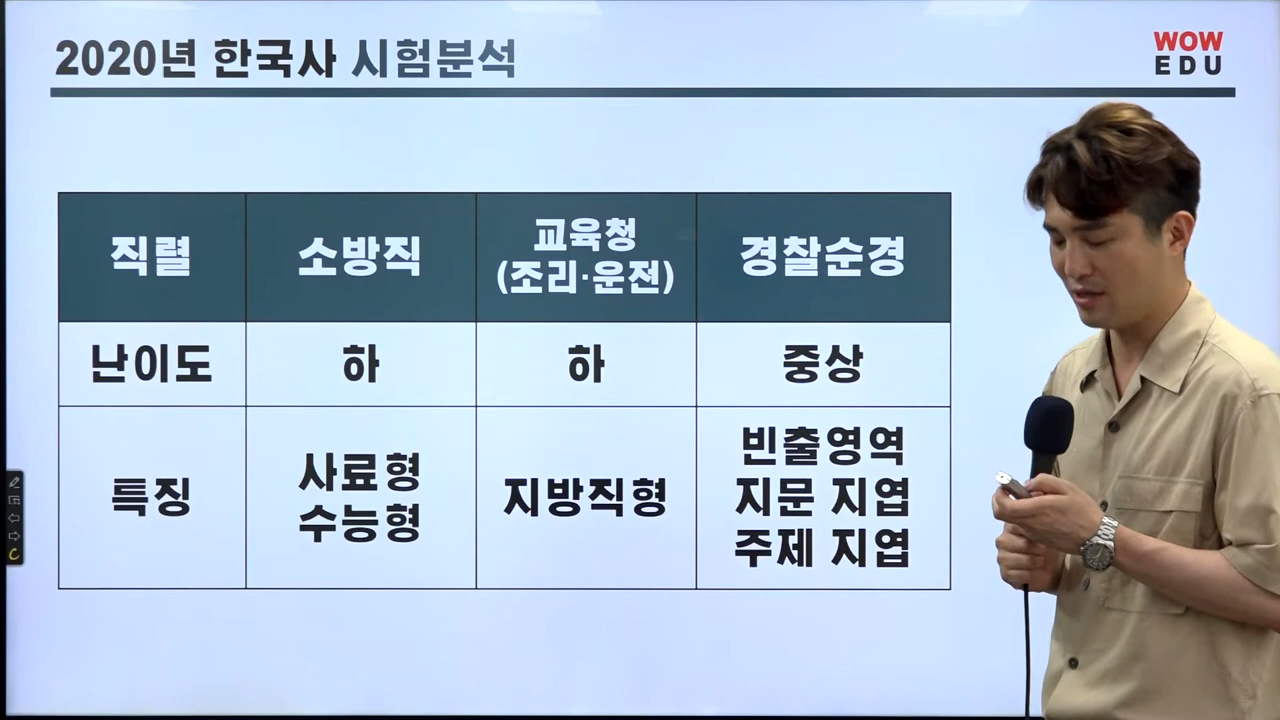 2020년 한국사 시험분석
WOW
EDU
직렬
소방직
교육청
(조리·운전)
경찰순경
난이도
하
하
중상
특징
사료형
수능형
지방직형
빈출영역
지문 지엽
주제 지엽